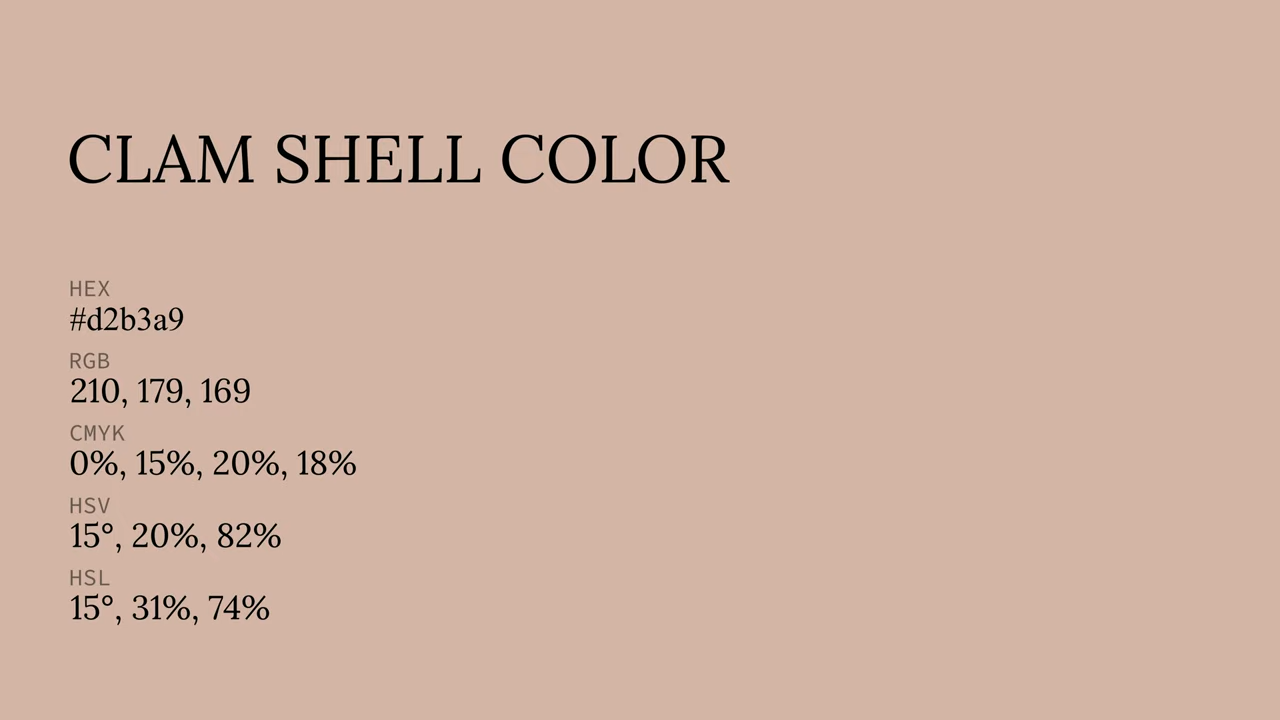 CLAM SHELL COLOR
HEX
#d2b3a9
RGB
210, 179, 169
CMYK
0%, 15%, 20%, 18%
HSV
15°, 20%, 82%
HSL
15°, 31%, 74%